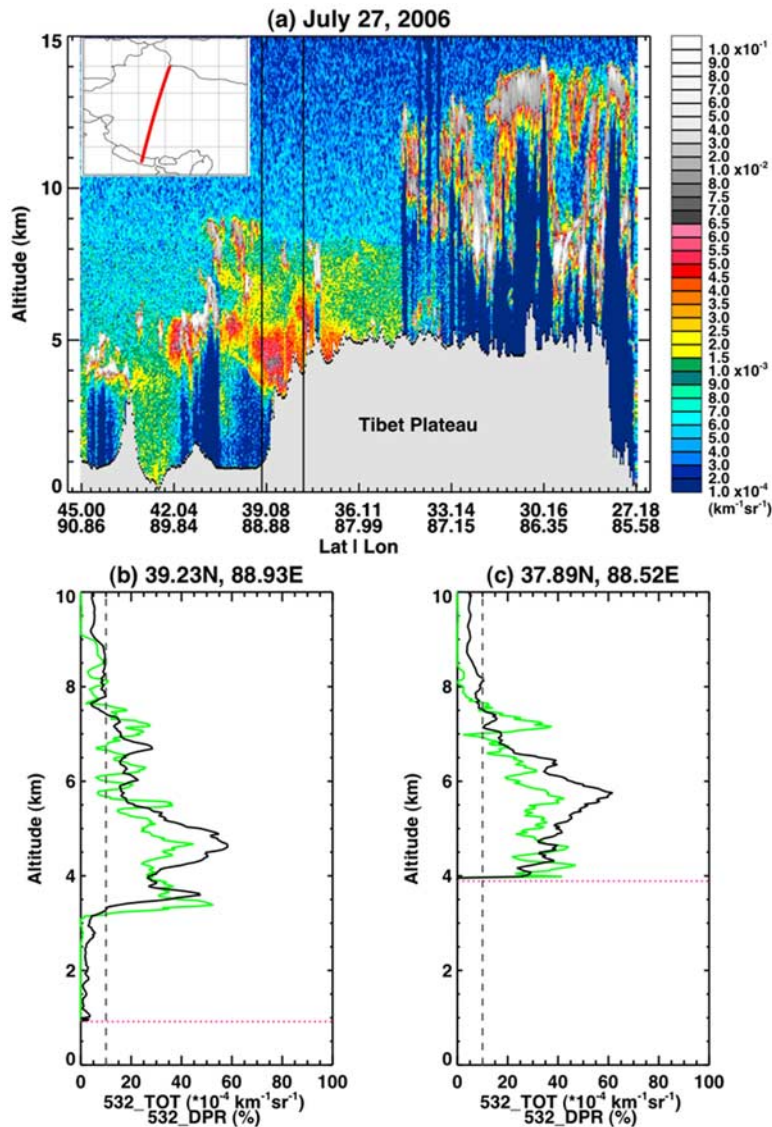 (a) July 27, 2006
15
10
5
0
Altitude (km)
Tibet Plateau
45.00 42.04 39.08 36.11 33.14 30.16 27.18
90.86 89.84 88.88 87.99 87.15 86.35 85.58
Lat | Lon
1.0 x10⁻¹
9.0
8.0
7.0
6.0
5.0
4.0
3.0
2.0
1.0 x10⁻²
8.0
7.5
7.0
6.5
6.0
5.5
5.0
4.5
4.0
3.5
3.0
2.5
2.0
1.5
1.0 x10⁻³
9.0
8.0
7.0
6.0
5.0
4.0
3.0
2.0
1.0 x10⁻⁴
(km⁻¹sr⁻¹)
(b) 39.23N, 88.93E
10
8
6
4
2
0
Altitude (km)
0 20 40 60 80 100
532_TOT (*10⁻⁴ km⁻¹sr⁻¹)
532_DPR (%)
(c) 37.89N, 88.52E
10
8
6
4
2
0
Altitude (km)
0 20 40 60 80 100
532_TOT (*10⁻⁴ km⁻¹sr⁻¹)
532_DPR (%)